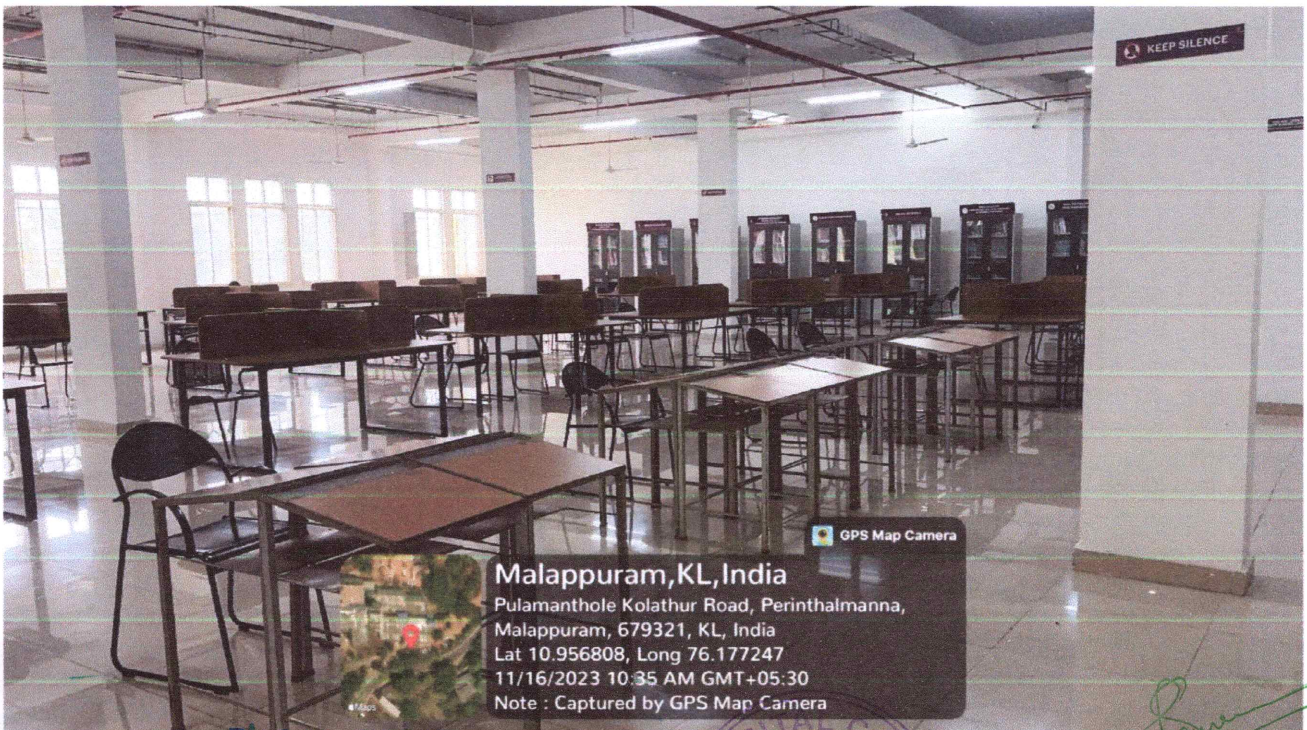 KEEP SILENCE
GPS Map Camera
Malappuram,KL,India
Pulamanthole Kolathur Road, Perinthalmanna,
Malappuram, 679321, KL, India
Lat 10.956808, Long 76.177247
11/16/2023 10:35 AM GMT+05:30
Note : Captured by GPS Map Camera
Maps